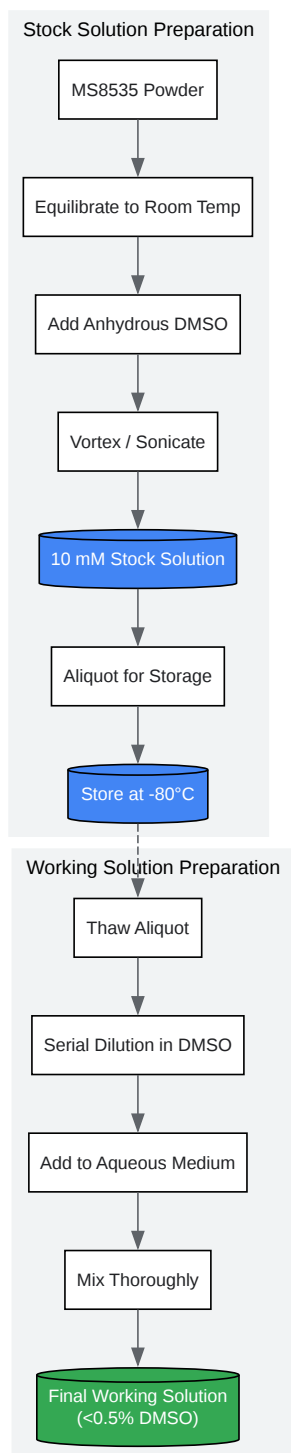 Stock Solution Preparation
MS8535 Powder
Equilibrate to Room Temp
Add Anhydrous DMSO
Vortex / Sonicate
10 mM Stock Solution
Aliquot for Storage
Store at -80°C
Working Solution Preparation
Thaw Aliquot
Serial Dilution in DMSO
Add to Aqueous Medium
Mix Thoroughly
Final Working Solution
(<0.5% DMSO)